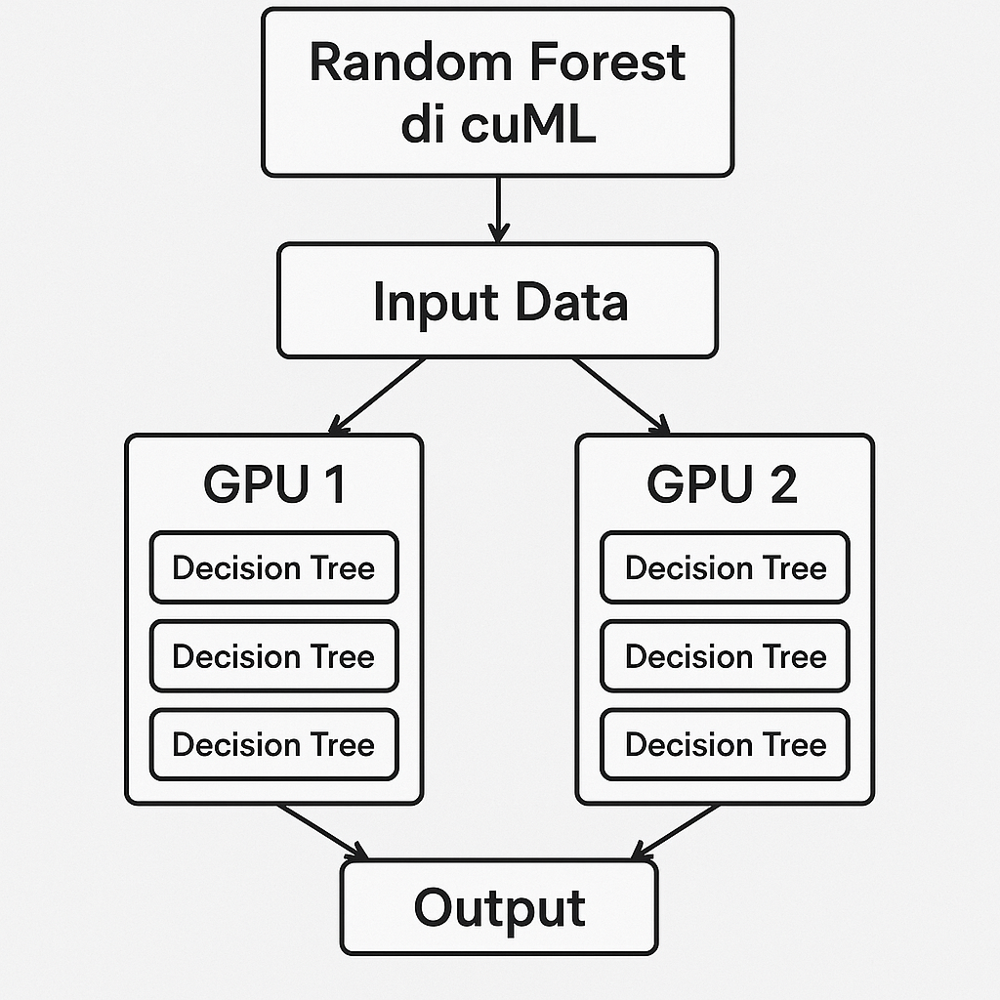 Random Forest
di cuML
Input Data
GPU 1
Decision Tree
Decision Tree
Decision Tree
GPU 2
Decision Tree
Decision Tree
Decision Tree
Output